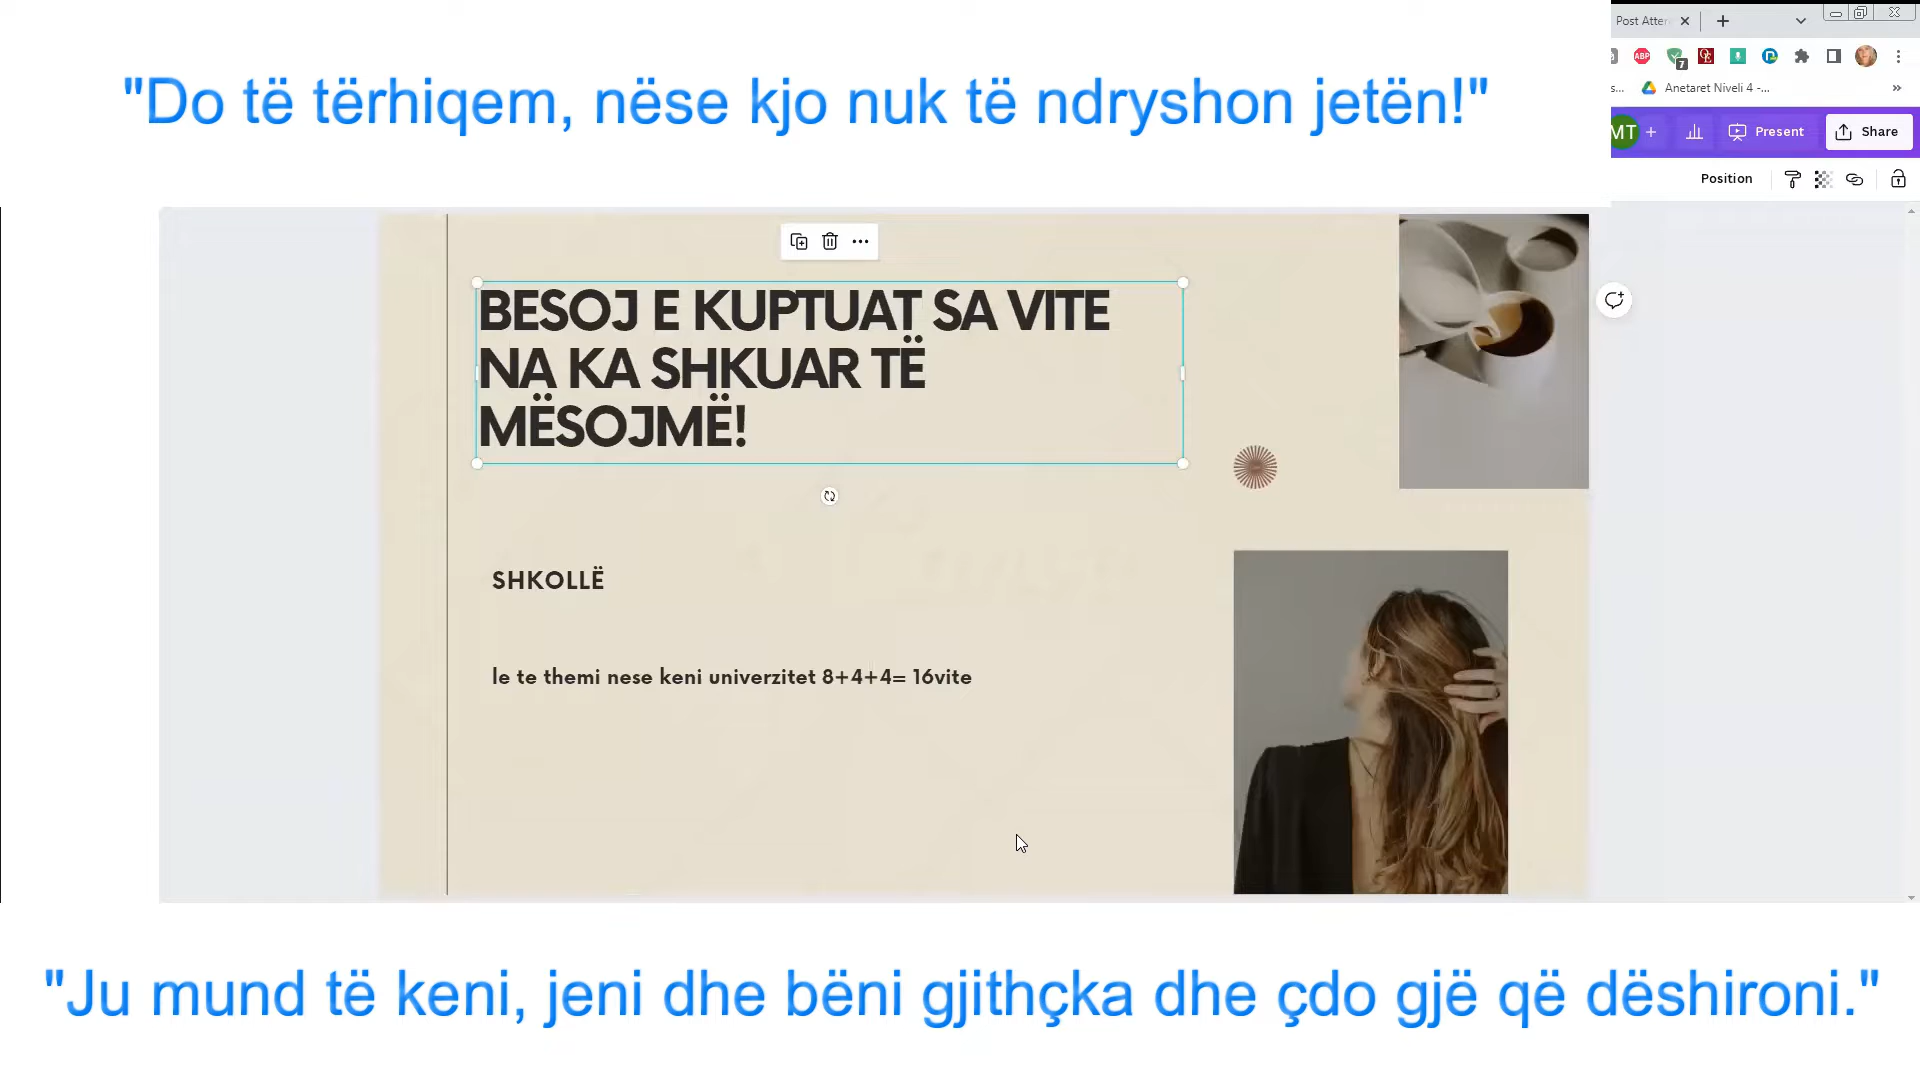 Post Atter
"Do të tërhiqem, nëse kjo nuk të ndryshon jetën!"
ABP
7
s...
Anetaret Niveli 4 -...
»
MT
+
Present
Share
Position
BESOJ E KUPTUAT SA VITE
NA KA SHKUAR TË
MËSOJMË!
SHKOLLË
le te themi nese keni univerzitet 8+4+4= 16vite
"Ju mund të keni, jeni dhe bëni gjithçka dhe çdo gjë që dëshironi."